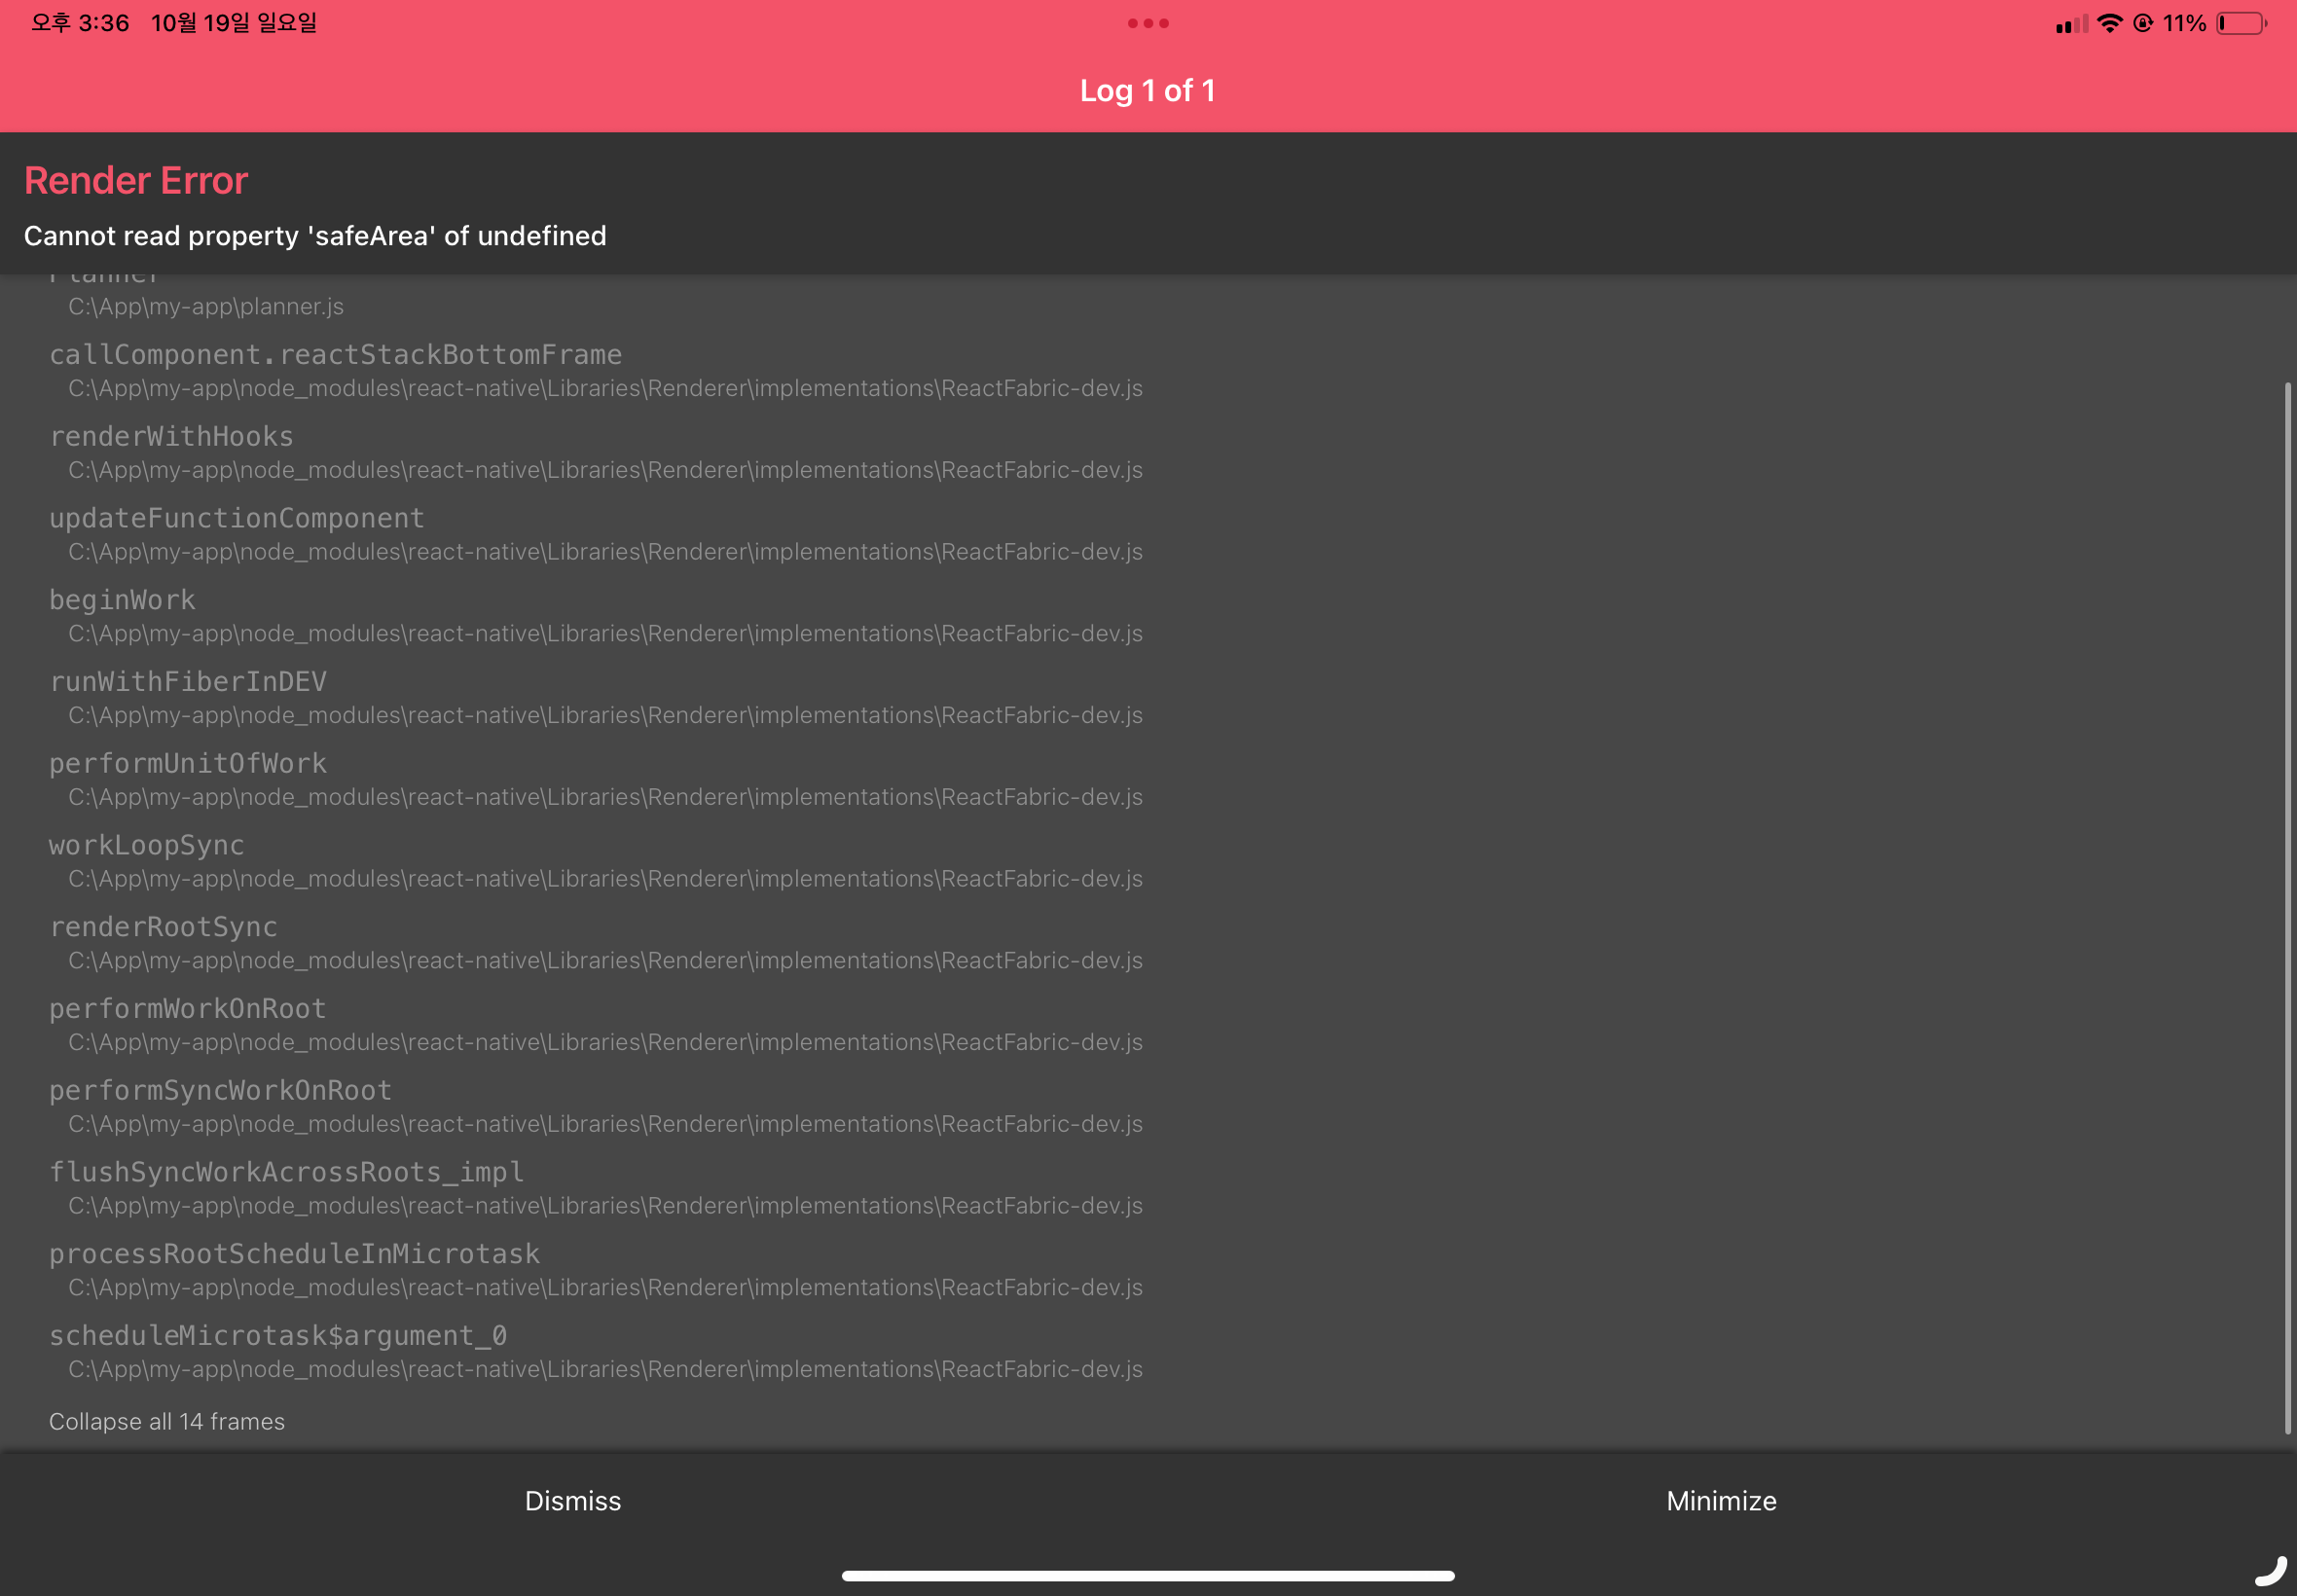 오후 3:36 10월 19일 일요일 11%
Log 1 of 1
Render Error
Cannot read property 'safeArea' of undefined
Planner
C:\App\my-app\planner.js
callComponent.reactStackBottomFrame
C:\App\my-app\node_modules\react-native\Libraries\Renderer\implementations\ReactFabric-dev.js
renderWithHooks
C:\App\my-app\node_modules\react-native\Libraries\Renderer\implementations\ReactFabric-dev.js
updateFunctionComponent
C:\App\my-app\node_modules\react-native\Libraries\Renderer\implementations\ReactFabric-dev.js
beginWork
C:\App\my-app\node_modules\react-native\Libraries\Renderer\implementations\ReactFabric-dev.js
runWithFiberInDEV
C:\App\my-app\node_modules\react-native\Libraries\Renderer\implementations\ReactFabric-dev.js
performUnitOfWork
C:\App\my-app\node_modules\react-native\Libraries\Renderer\implementations\ReactFabric-dev.js
workLoopSync
C:\App\my-app\node_modules\react-native\Libraries\Renderer\implementations\ReactFabric-dev.js
renderRootSync
C:\App\my-app\node_modules\react-native\Libraries\Renderer\implementations\ReactFabric-dev.js
performWorkOnRoot
C:\App\my-app\node_modules\react-native\Libraries\Renderer\implementations\ReactFabric-dev.js
performSyncWorkOnRoot
C:\App\my-app\node_modules\react-native\Libraries\Renderer\implementations\ReactFabric-dev.js
flushSyncWorkAcrossRoots_impl
C:\App\my-app\node_modules\react-native\Libraries\Renderer\implementations\ReactFabric-dev.js
processRootScheduleInMicrotask
C:\App\my-app\node_modules\react-native\Libraries\Renderer\implementations\ReactFabric-dev.js
scheduleMicrotask$argument_0
C:\App\my-app\node_modules\react-native\Libraries\Renderer\implementations\ReactFabric-dev.js
Collapse all 14 frames
Dismiss Minimize